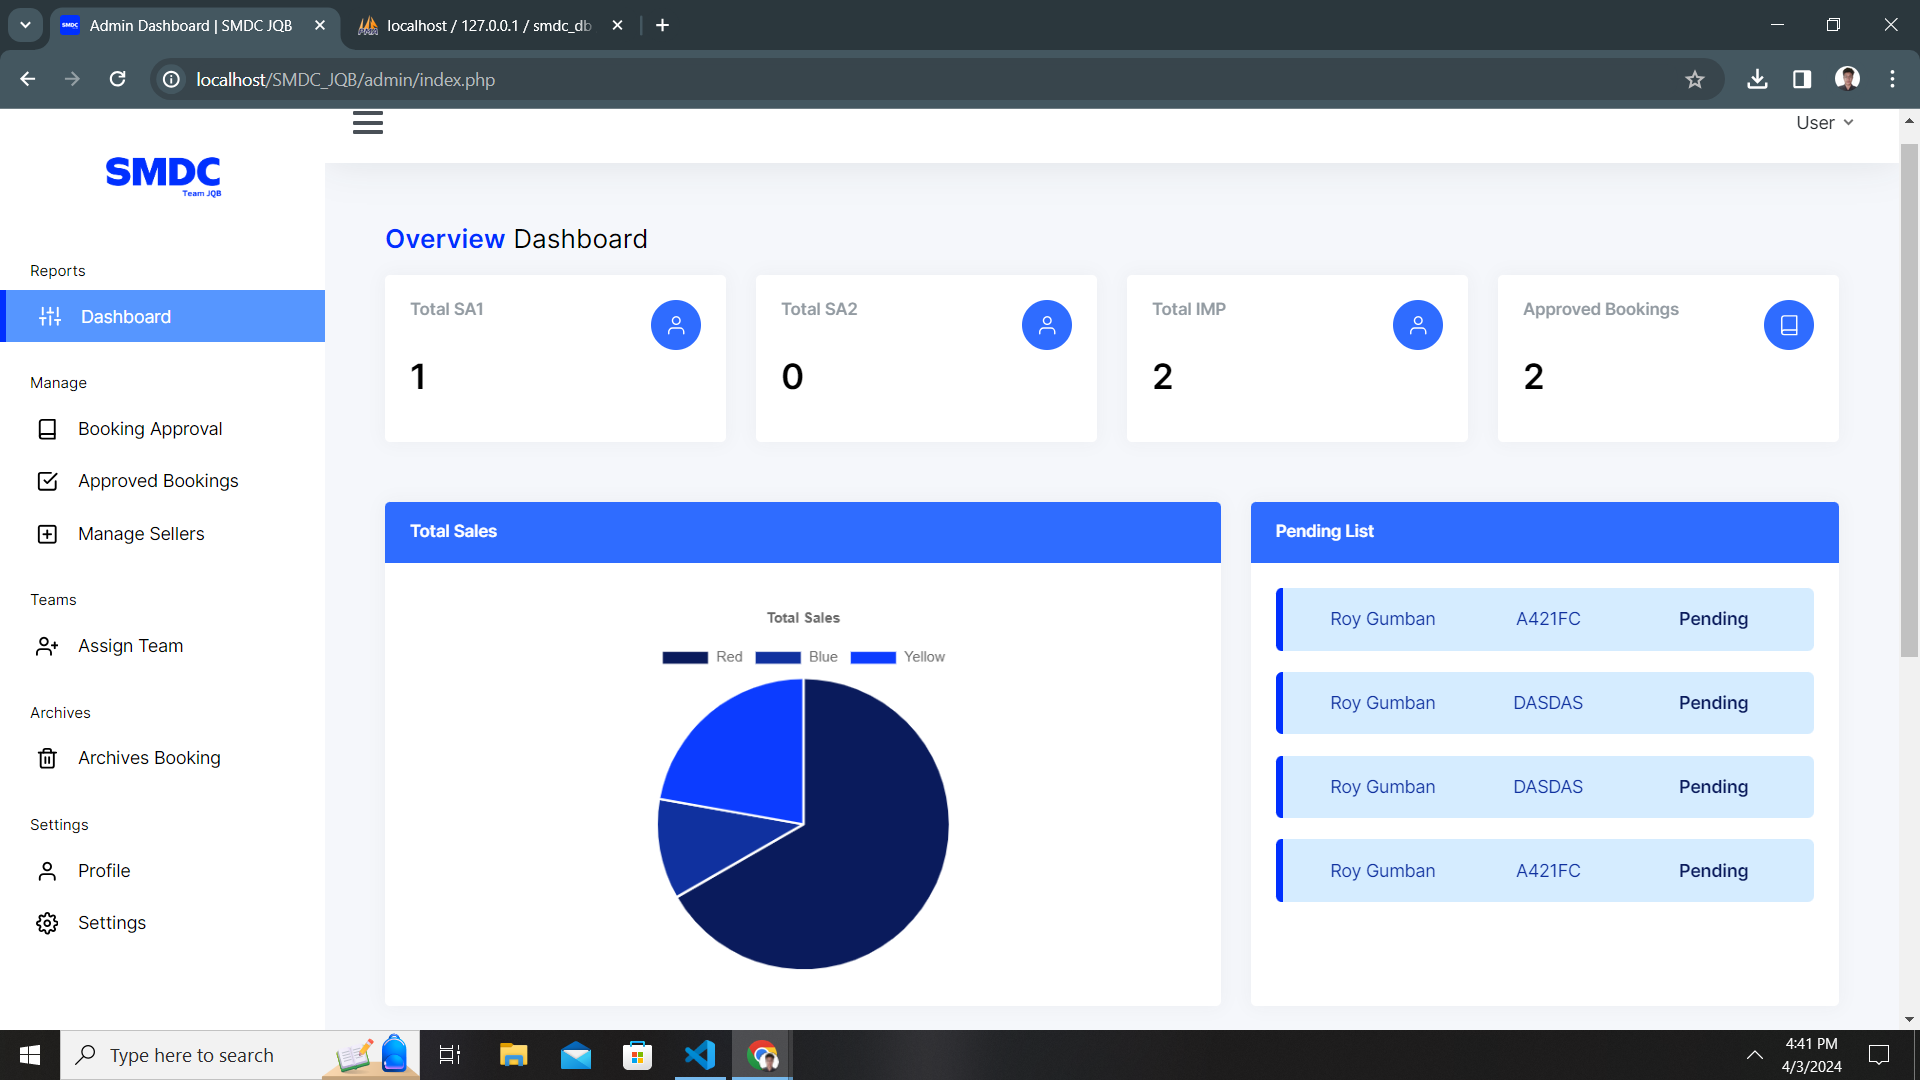 Admin Dashboard | SMDC JQB
localhost / 127.0.0.1 / smdc_db
localhost/SMDC_JQB/admin/index.php
User
SMDC
Team JQB
Reports
Dashboard
Manage
Booking Approval
Approved Bookings
Manage Sellers
Teams
Assign Team
Archives
Archives Booking
Settings
Profile
Settings
Overview Dashboard
Total SA1
1
Total SA2
0
Total IMP
2
Approved Bookings
2
Total Sales
Total Sales
Red Blue Yellow
Pending List
Roy Gumban A421FC Pending
Roy Gumban DASDAS Pending
Roy Gumban DASDAS Pending
Roy Gumban A421FC Pending
Type here to search
4:41 PM
4/3/2024